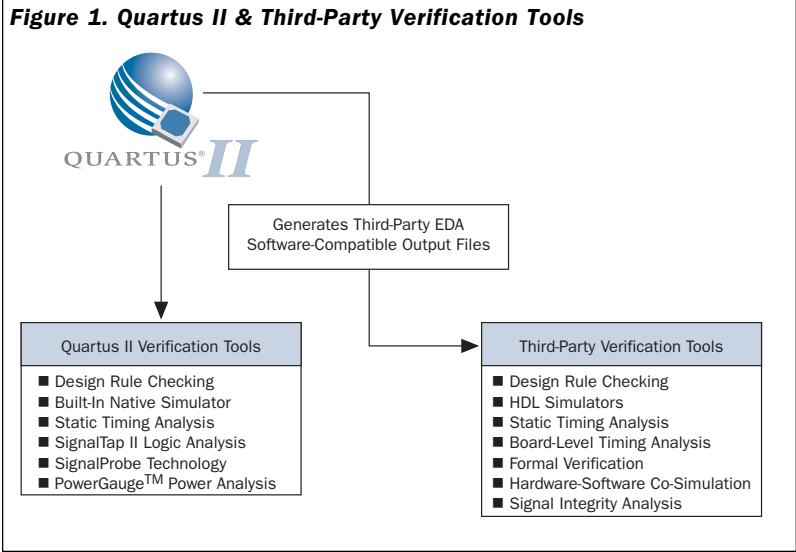 Figure 1. Quartus II & Third-Party Verification Tools
QUARTUS® II
Generates Third-Party EDA
Software-Compatible Output Files
Quartus II Verification Tools
■ Design Rule Checking
■ Built-In Native Simulator
■ Static Timing Analysis
■ SignalTap II Logic Analysis
■ SignalProbe Technology
■ PowerGauge™ Power Analysis
Third-Party Verification Tools
■ Design Rule Checking
■ HDL Simulators
■ Static Timing Analysis
■ Board-Level Timing Analysis
■ Formal Verification
■ Hardware-Software Co-Simulation
■ Signal Integrity Analysis